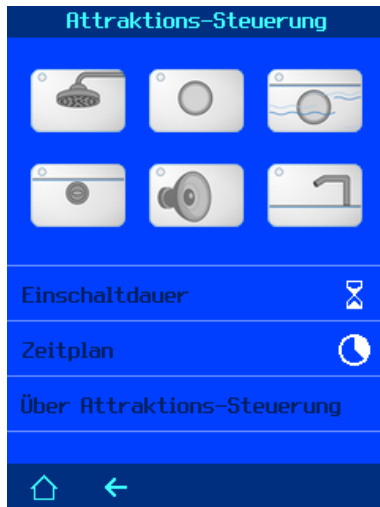 Attraktions-Steuerung
Einschaltdauer
Zeitplan
Über Attraktions-Steuerung